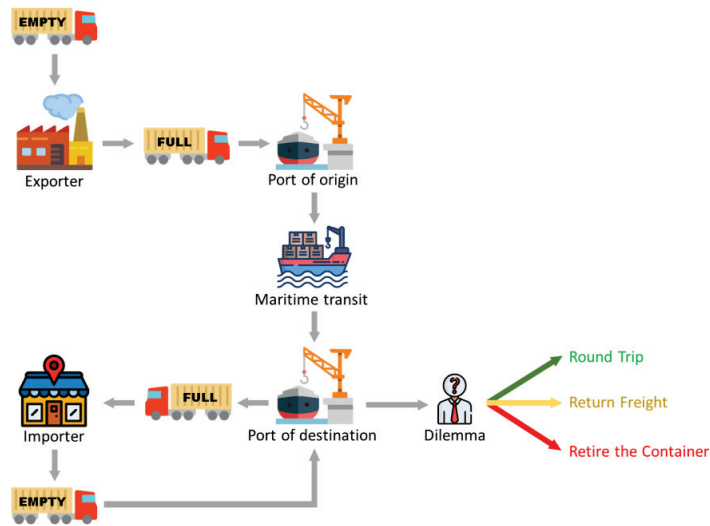 EMPTY
Exporter
FULL
Port of origin
Maritime transit
Port of destination
FULL
Importer
EMPTY
?
Dilemma
Round Trip
Return Freight
Retire the Container